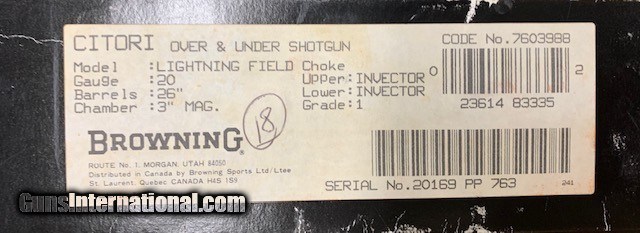 CITORI OVER & UNDER SHOTGUN
CODE No.7603988
Model :LIGHTNING FIELD Choke
Gauge :20 Upper:INVECTOR
Barrels :26" Lower:INVECTOR
Chamber :3" MAG. Grade:1
0 2
23614 83335
18
BROWNING
ROUTE No. 1, MORGAN, UTAH 84050
Distributed in Canada by Browning Sports Ltd/Ltee
St. Laurent, Quebec CANADA H4S 1S9
SERIAL No.20169 PP 763
241
GunsInternational.com